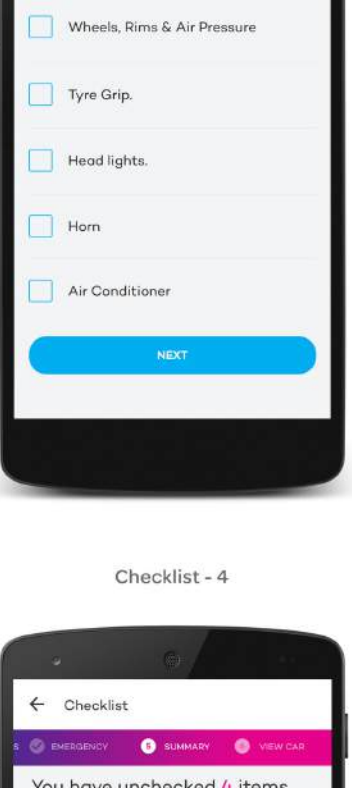 Wheels, Rims & Air Pressure
Tyre Grip.
Head lights.
Horn
Air Conditioner
NEXT
Checklist - 4
Checklist
S EMERGENCY 5 SUMMARY 6 VIEW CAR
You have unchecked 4 items